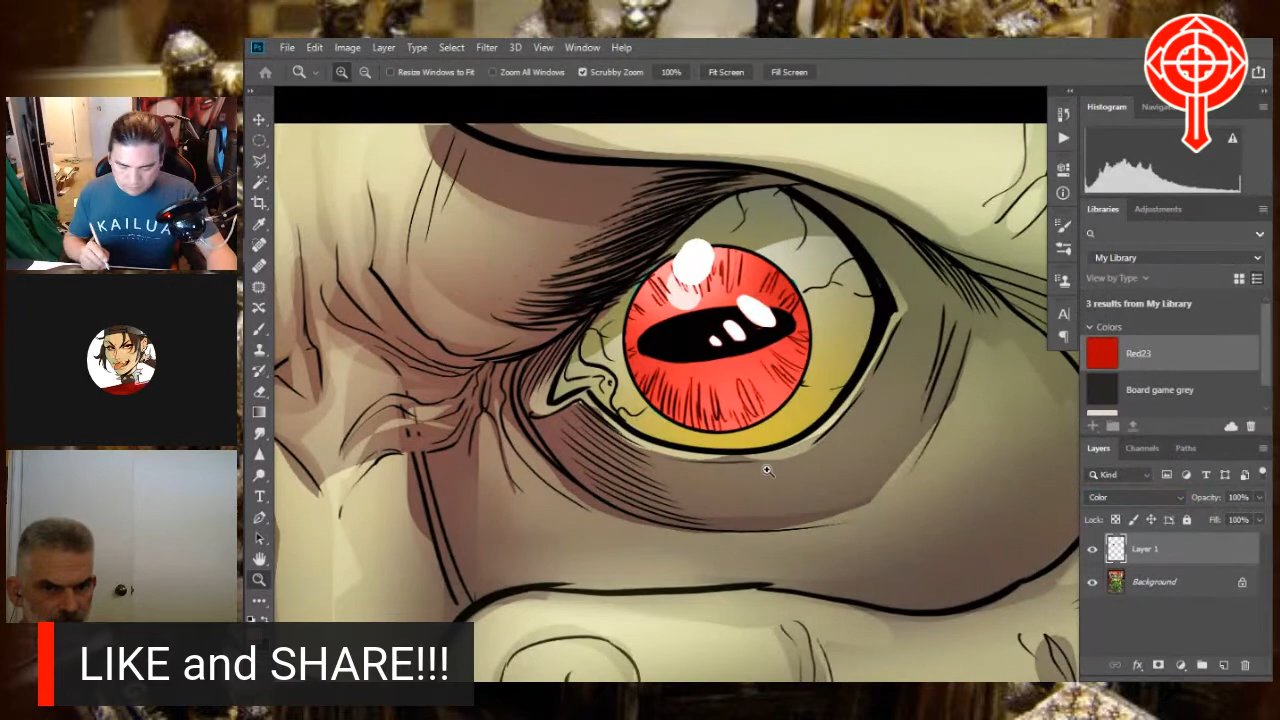 Ps File Edit Image Layer Type Select Filter 3D View Window Help
Resize Windows to Fit Zoom All Windows Scrubby Zoom 100% Fit Screen Fill Screen
Histogram
Libraries Adjustments
My Library
View by Type
3 results from My Library
Colors
Red23
Board game grey
Layers Channels Paths
Kind
Color Opacity: 100%
Lock: Fill: 100%
Layer 1
Background
KAILUA
LIKE and SHARE!!!